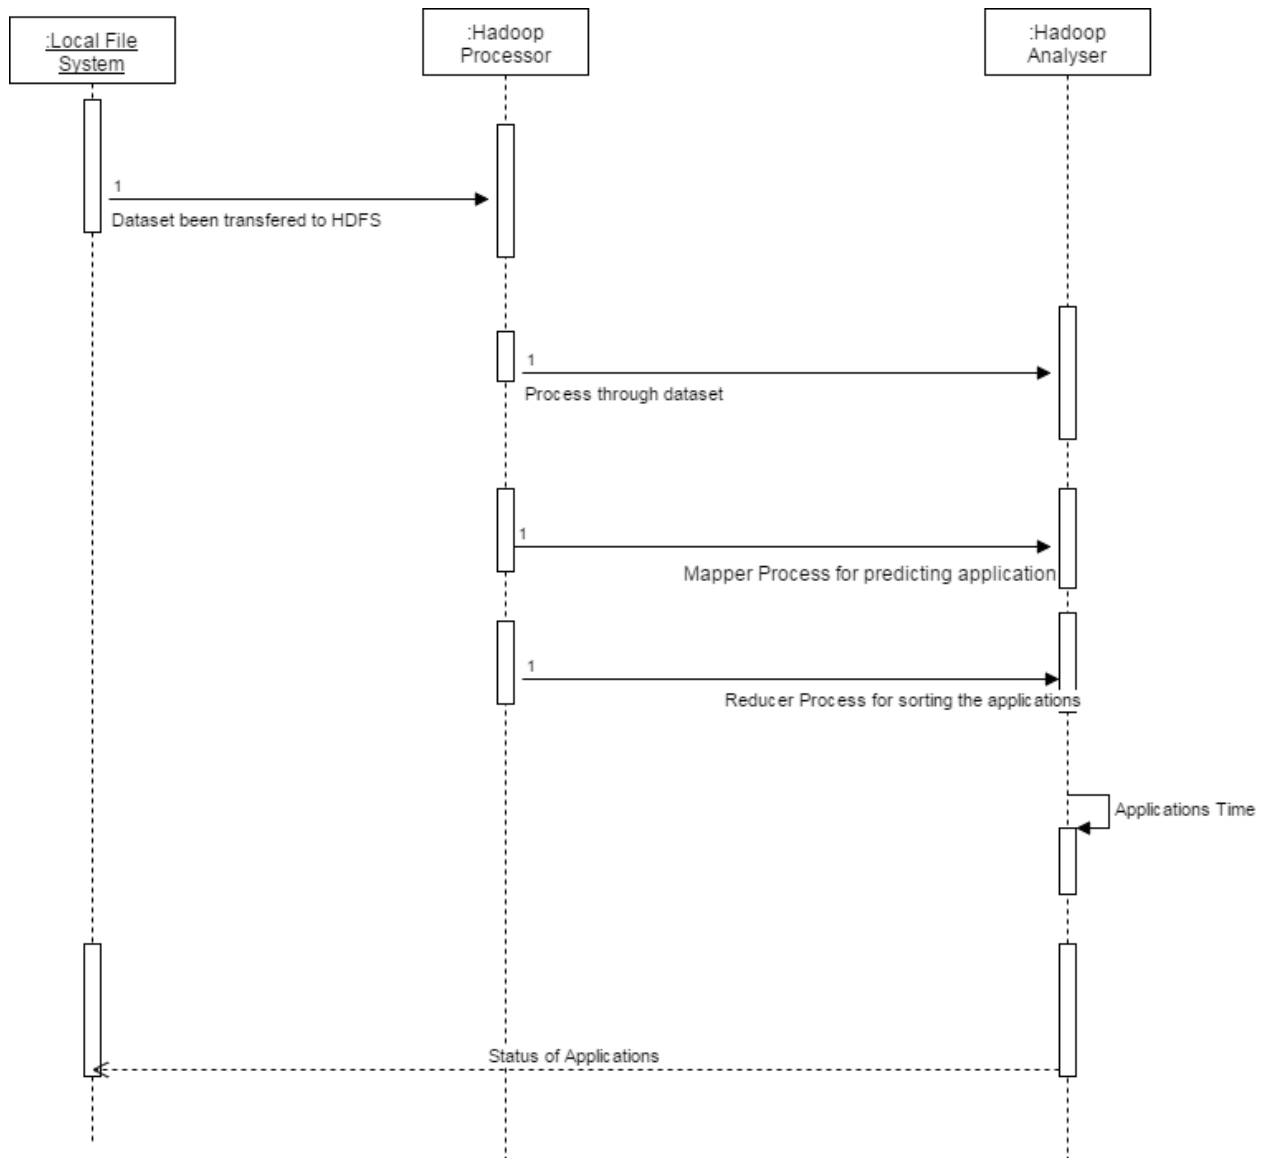 :Local File
System
:Hadoop
Processor
:Hadoop
Analyser
1
Dataset been transfered to HDFS
1
Process through dataset
1
Mapper Process for predicting application
1
Reducer Process for sorting the applications
Applications Time
Status of Applications